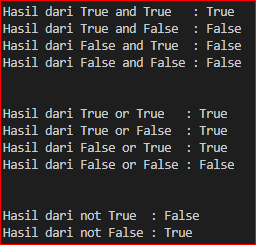 Hasil dari True and True   : True
Hasil dari True and False  : False
Hasil dari False and True  : False
Hasil dari False and False : False
Hasil dari True or True   : True
Hasil dari True or False  : True
Hasil dari False or True  : True
Hasil dari False or False : False
Hasil dari not True  : False
Hasil dari not False : True